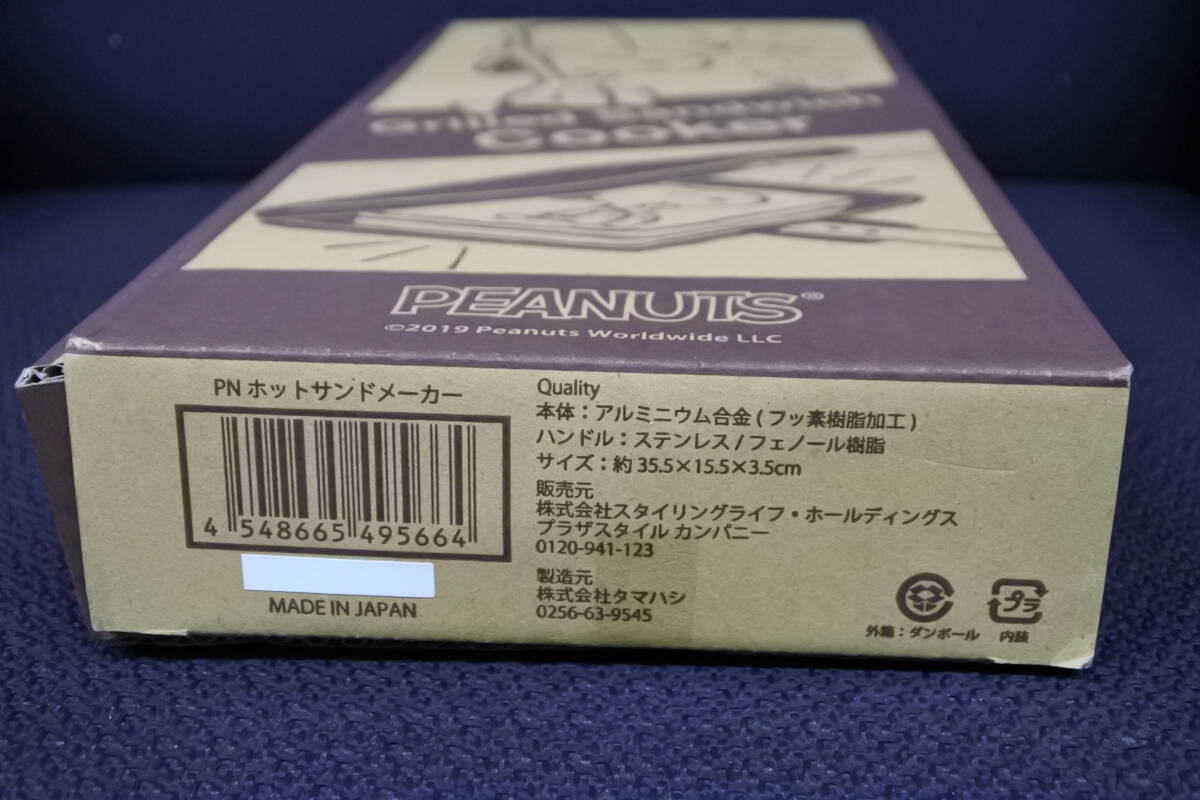 Grilled Sandwich
Cooker
PEANUTS®
©2019 Peanuts Worldwide LLC
PN ホットサンドメーカー
4 548665 495664
MADE IN JAPAN
Quality
本体：アルミニウム合金 ( フッ素樹脂加工 )
ハンドル：ステンレス / フェノール樹脂
サイズ：約 35.5×15.5×3.5cm
販売元
株式会社スタイリングライフ・ホールディングス
プラザスタイル カンパニー
0120-941-123
製造元
株式会社タマハシ
0256-63-9545
外箱：ダンボール
プラ
内装